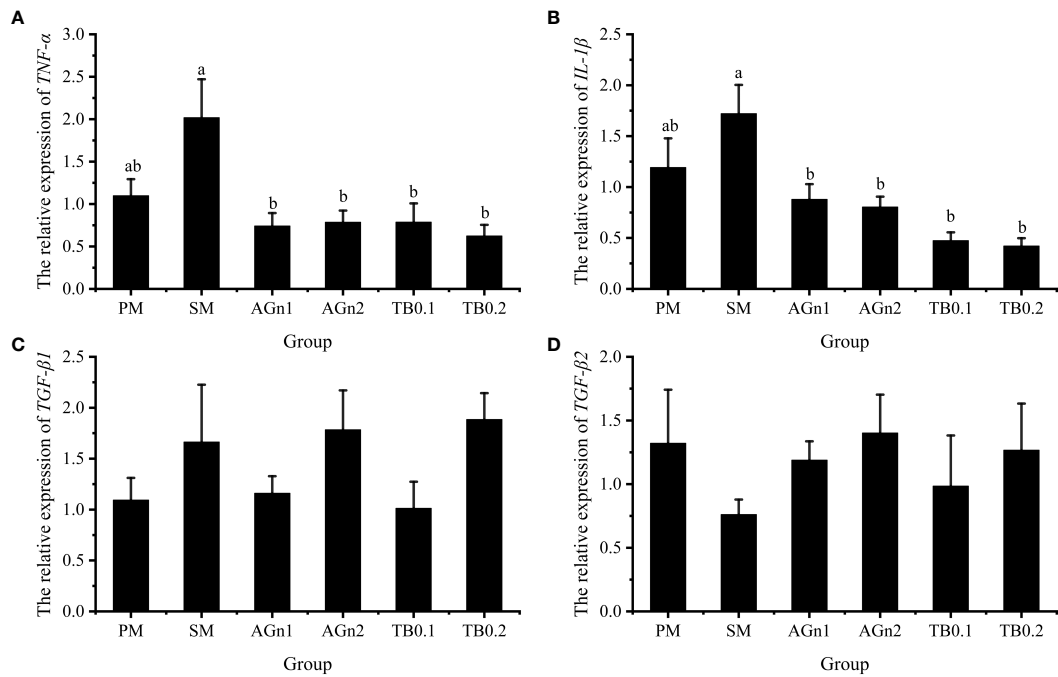 A
The relative expression of TNF-α
3.0
2.5
2.0
1.5
1.0
0.5
0.0
ab
a
b
b
b
b
PM SM AGn1 AGn2 TB0.1 TB0.2
Group
B
The relative expression of IL-1β
2.5
2.0
1.5
1.0
0.5
0.0
ab
a
b
b
b
b
PM SM AGn1 AGn2 TB0.1 TB0.2
Group
C
The relative expression of TGF-β1
2.5
2.0
1.5
1.0
0.5
0.0
PM SM AGn1 AGn2 TB0.1 TB0.2
Group
D
The relative expression of TGF-β2
2.0
1.5
1.0
0.5
0.0
PM SM AGn1 AGn2 TB0.1 TB0.2
Group